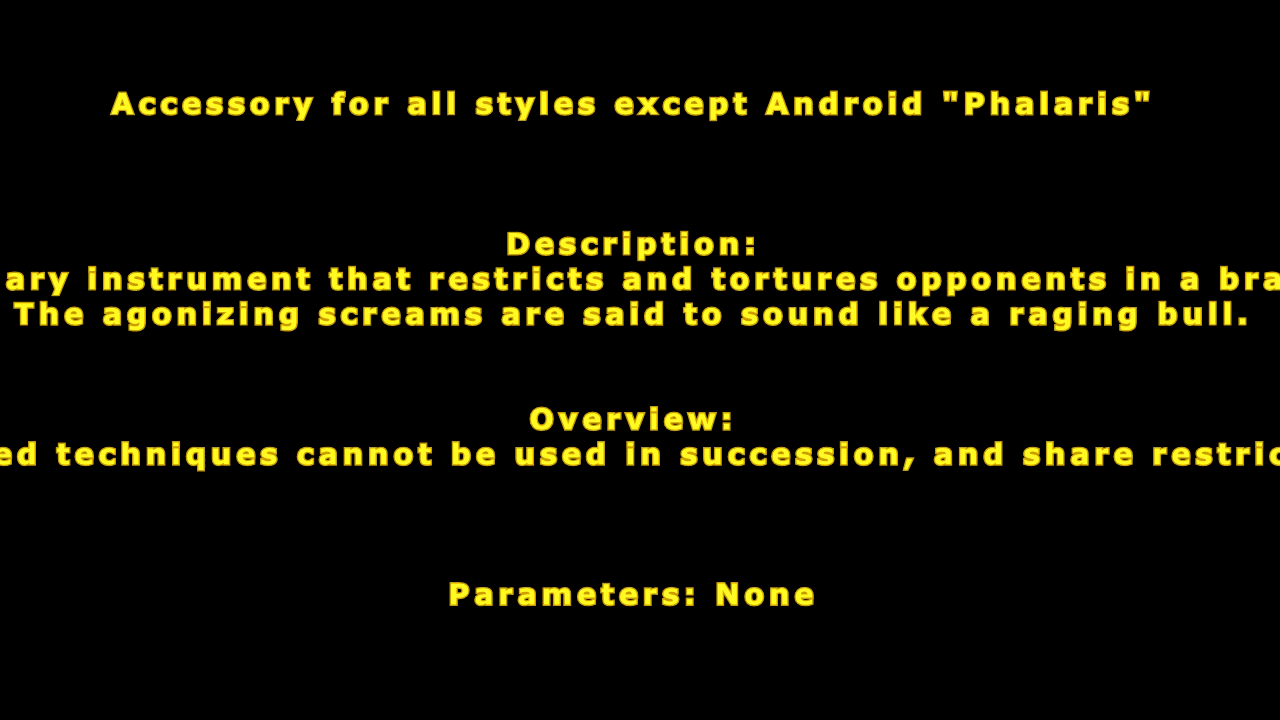 Accessory for all styles except Android "Phalaris"
Description:
instrument that restricts and tortures opponents in a
The agonizing screams are said to sound like a raging bull.
Overview:
techniques cannot be used in succession, and share
Parameters: None